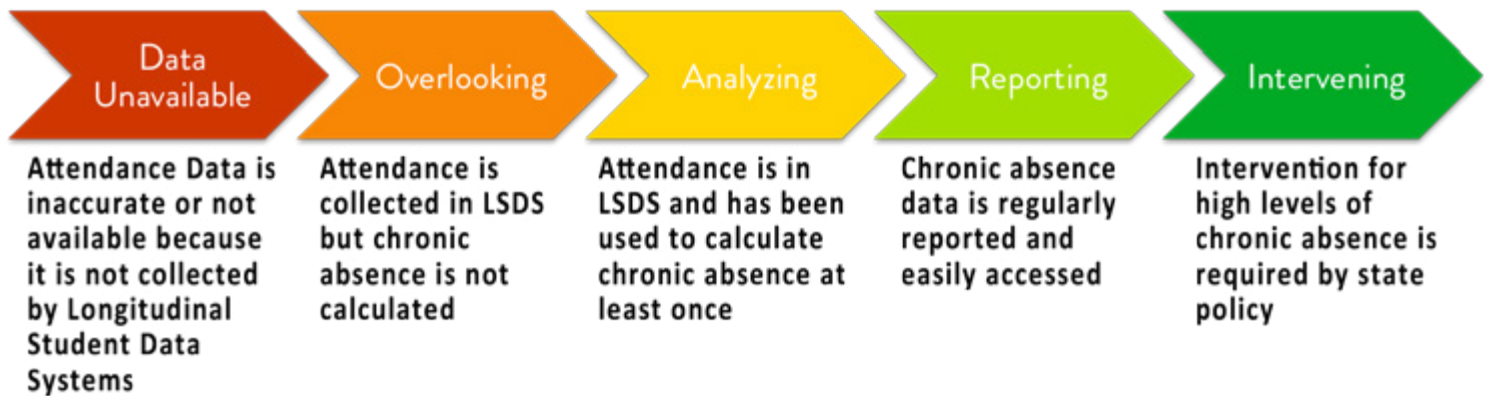 Data
Unavailable
Attendance Data is
inaccurate or not
available because
it is not collected
by Longitudinal
Student Data
Systems
Overlooking
Attendance is
collected in LSDS
but chronic
absence is not
calculated
Analyzing
Attendance is in
LSDS and has been
used to calculate
chronic absence at
least once
Reporting
Chronic absence
data is regularly
reported and
easily accessed
Intervening
Intervention for
high levels of
chronic absence is
required by state
policy